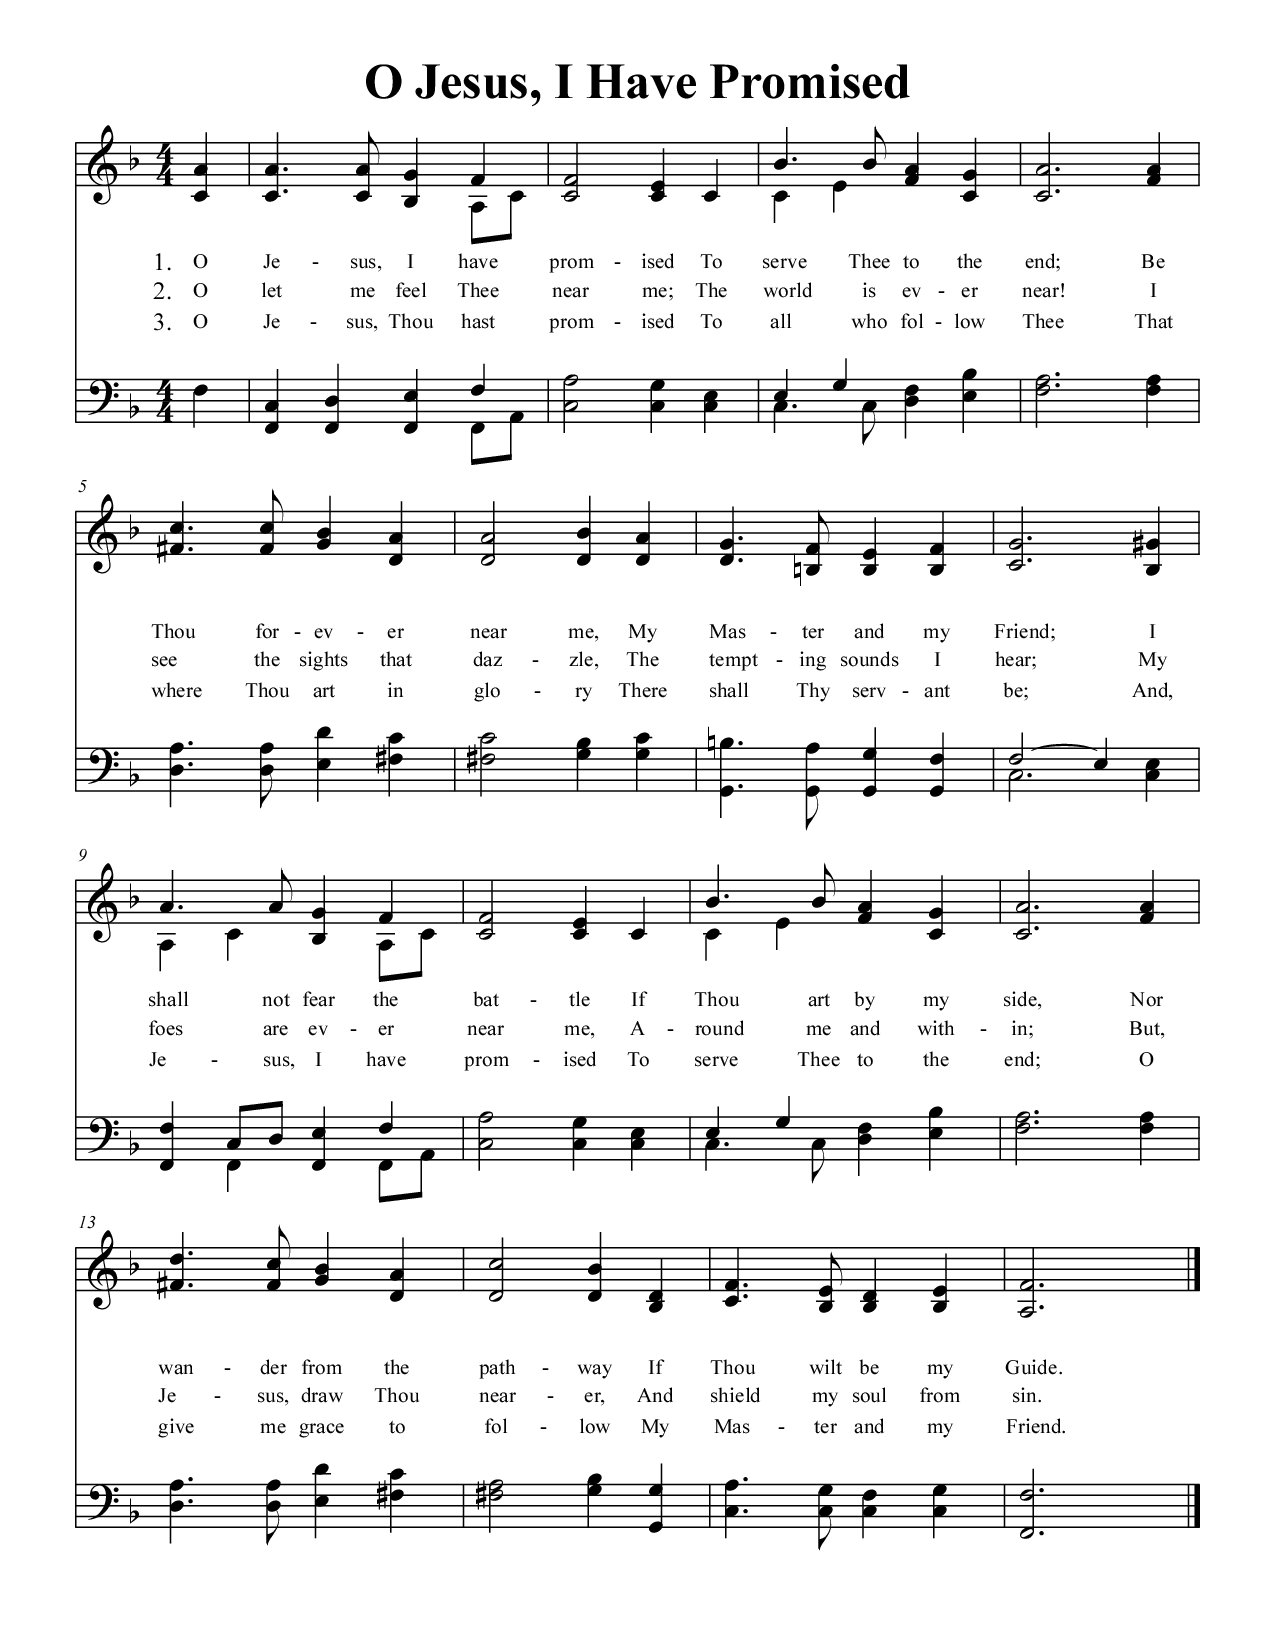 O Jesus, I Have Promised
1. O Je - sus, I have prom - ised To serve Thee to the end; Be
2. O let me feel Thee near me; The world is ev - er near! I
3. O Je - sus, Thou hast prom - ised To all who fol - low Thee That
5
Thou for - ev - er near me, My Mas - ter and my Friend; I
see the sights that daz - zle, The tempt - ing sounds I hear; My
where Thou art in glo - ry There shall Thy serv - ant be; And,
9
shall not fear the bat - tle If Thou art by my side, Nor
foes are ev - er near me, A - round me and with - in; But,
Je - sus, I have prom - ised To serve Thee to the end; O
13
wan - der from the path - way If Thou wilt be my Guide.
Je - sus, draw Thou near - er, And shield my soul from sin.
give me grace to fol - low My Mas - ter and my Friend.